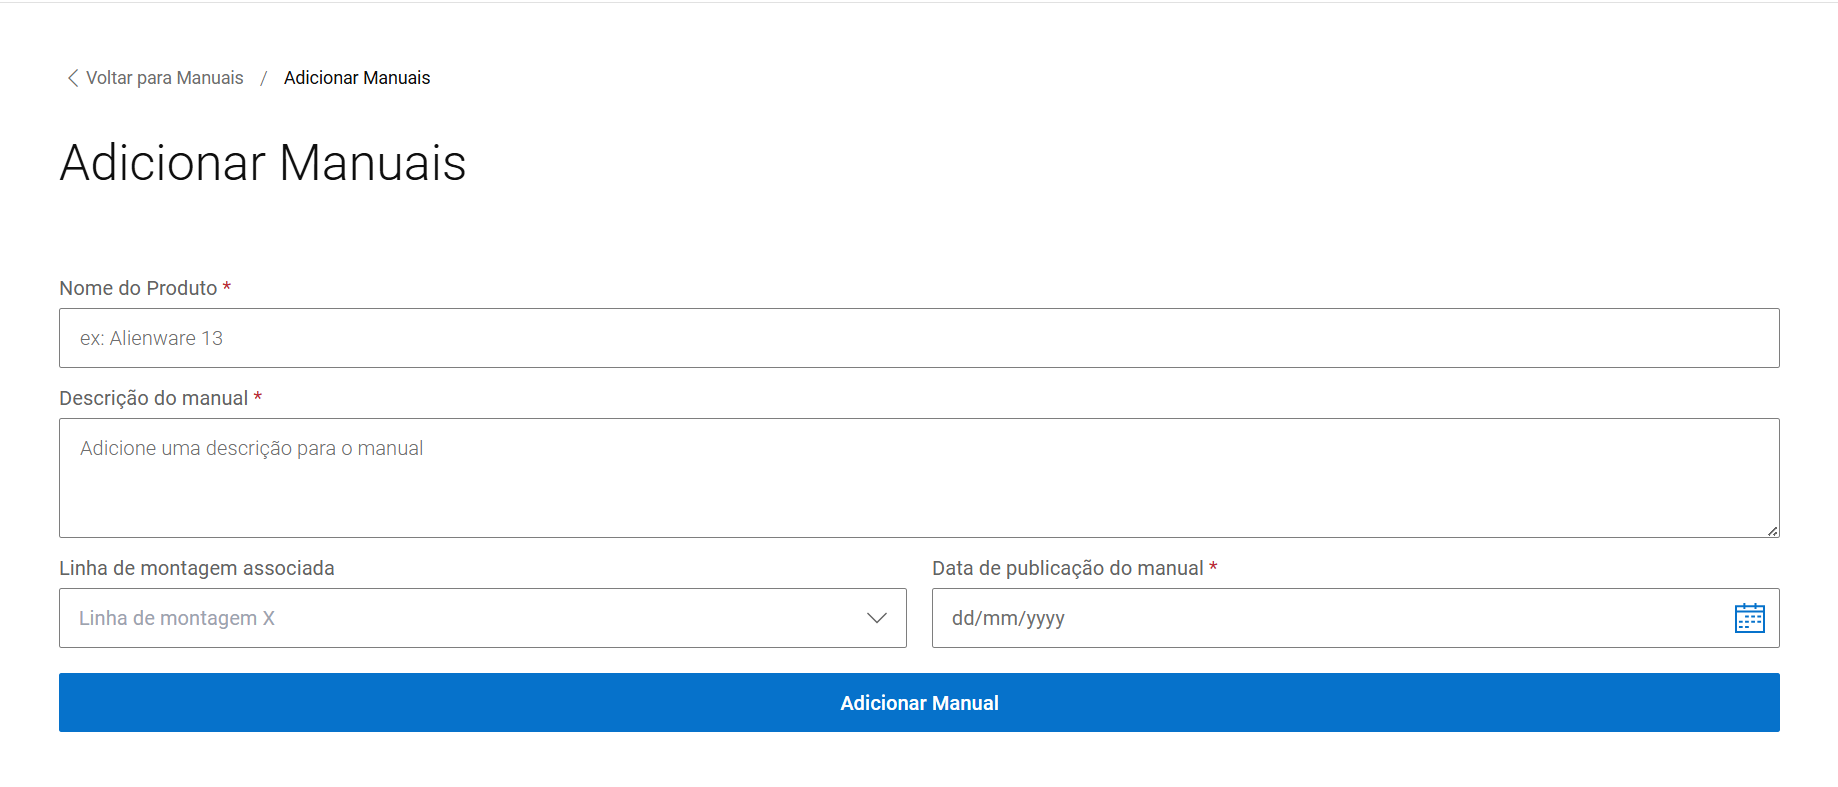 Voltar para Manuais / Adicionar Manuais
Adicionar Manuais
Nome do Produto *
ex: Alienware 13
Descrição do manual *
Adicione uma descrição para o manual
Linha de montagem associada
Linha de montagem X
Data de publicação do manual *
dd/mm/yyyy
Adicionar Manual